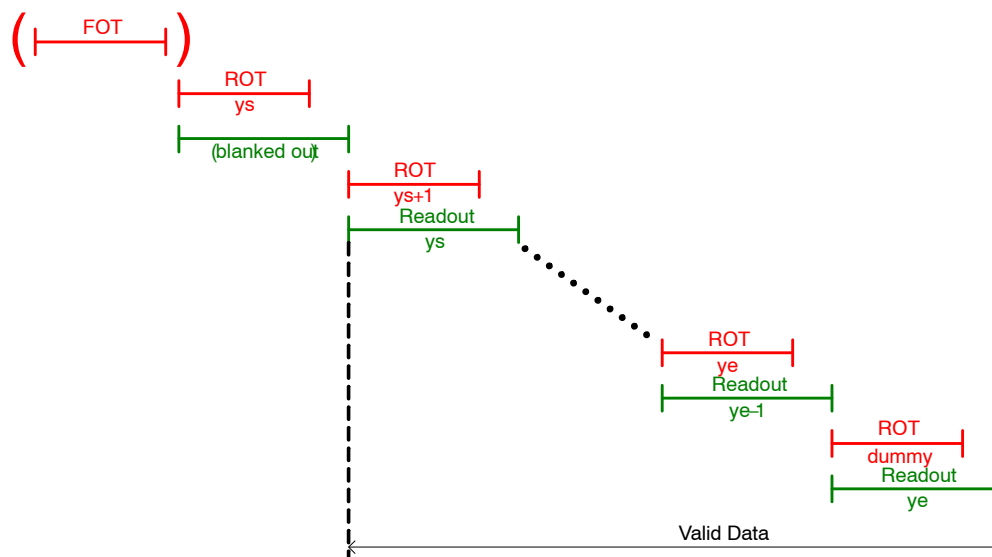 ( FOT )
ROT
ys
(blanked out)
ROT
ys+1
Readout
ys
ROT
ye
Readout
ye–1
ROT
dummy
Readout
ye
Valid Data